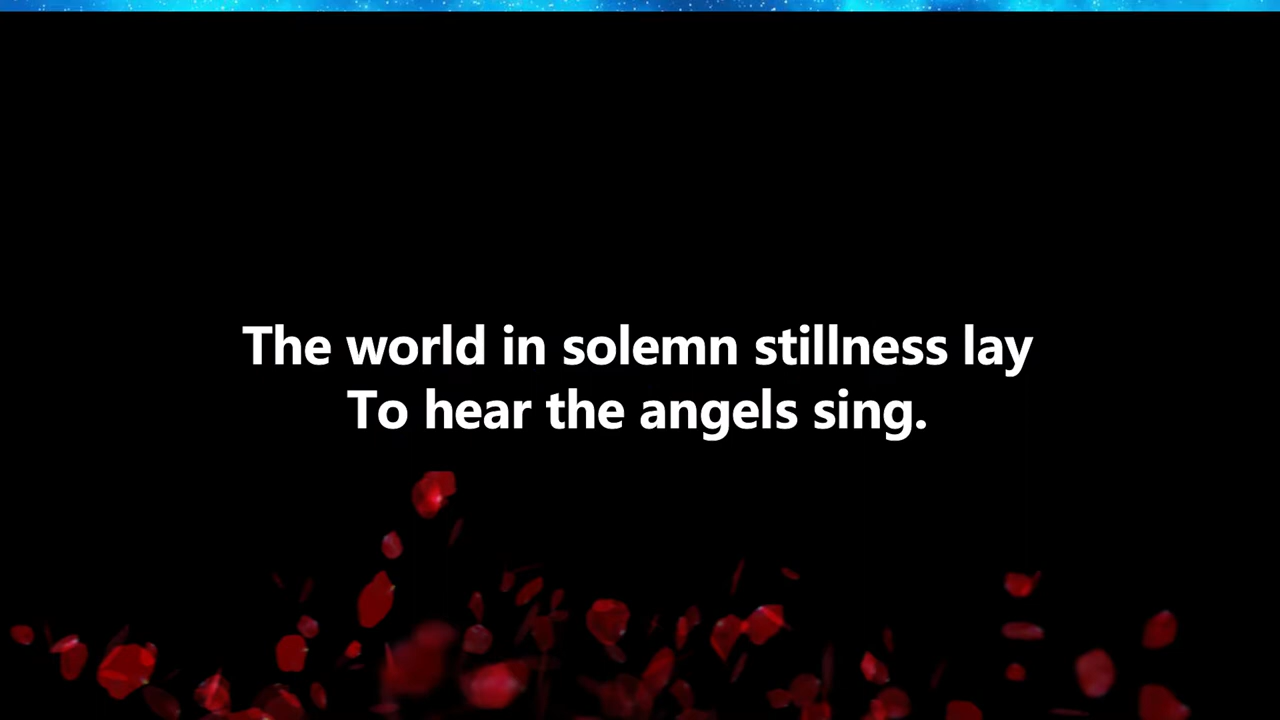 The world in solemn stillness lay
To hear the angels sing.